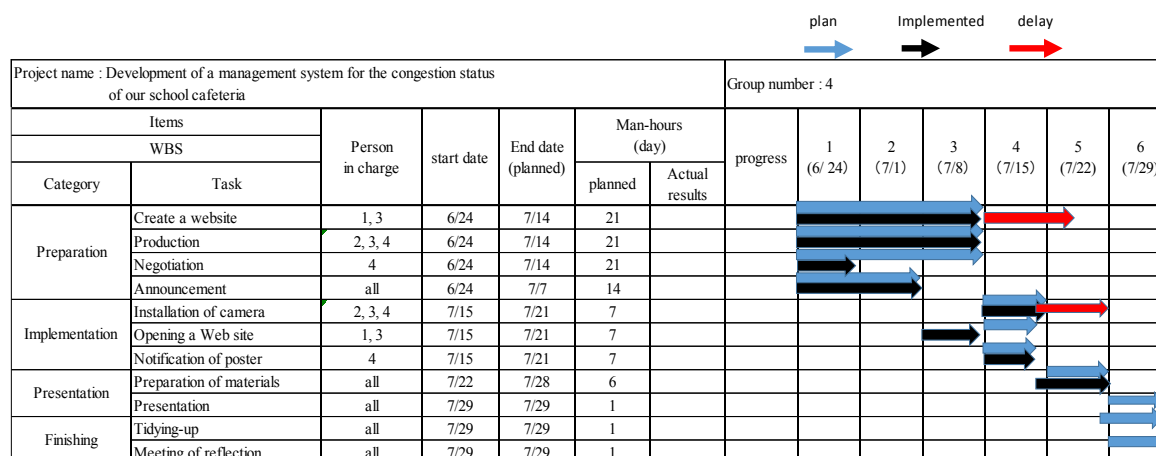 plan Implemented delay
Project name : Development of a management system for the congestion status
of our school cafeteria
Group number : 4
Items
WBS
Category Task
Person
in charge
start date
End date
(planned)
Man-hours
(day)
planned
Actual
results
progress
1
(6/ 24)
2
(7/1)
3
(7/8)
4
(7/15)
5
(7/22)
6
(7/29)
Preparation
Create a website 1, 3 6/24 7/14 21
Production 2, 3, 4 6/24 7/14 21
Negotiation 4 6/24 7/14 21
Announcement all 6/24 7/7 14
Implementation
Installation of camera 2, 3, 4 7/15 7/21 7
Opening a Web site 1, 3 7/15 7/21 7
Notification of poster 4 7/15 7/21 7
Presentation
Preparation of materials all 7/22 7/28 6
Presentation all 7/29 7/29 1
Finishing
Tidying-up all 7/29 7/29 1
Meeting of reflection all 7/29 7/29 1